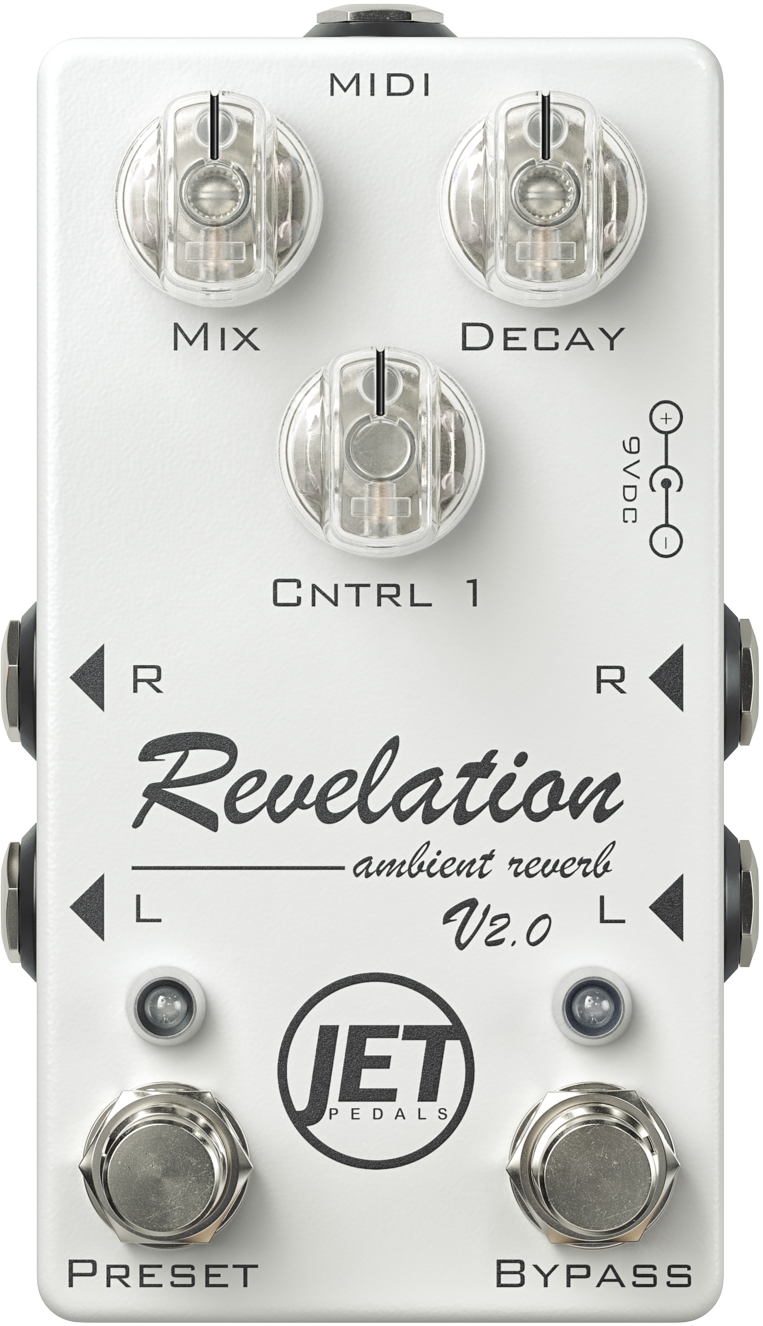 MIDI
MIX DECAY
+
9VDC
-
CNTRL 1
R R
Revelation
ambient reverb
L V2.0 L
JET
PEDALS
PRESET BYPASS